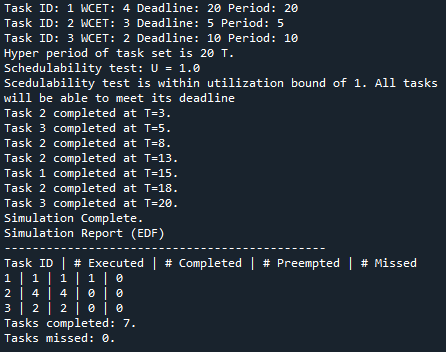 Task ID: 1 WCET: 4 Deadline: 20 Period: 20
Task ID: 2 WCET: 3 Deadline: 5 Period: 5
Task ID: 3 WCET: 2 Deadline: 10 Period: 10
Hyper period of task set is 20 T.
Schedulability test: U = 1.0
Scedulability test is within utilization bound of 1. All tasks
will be able to meet its deadline
Task 2 completed at T=3.
Task 3 completed at T=5.
Task 2 completed at T=8.
Task 2 completed at T=13.
Task 1 completed at T=15.
Task 2 completed at T=18.
Task 3 completed at T=20.
Simulation Complete.
Simulation Report (EDF)
----------------------------------------------
Task ID | # Executed | # Completed | # Preempted | # Missed
1 | 1 | 1 | 1 | 0
2 | 4 | 4 | 0 | 0
3 | 2 | 2 | 0 | 0
Tasks completed: 7.
Tasks missed: 0.